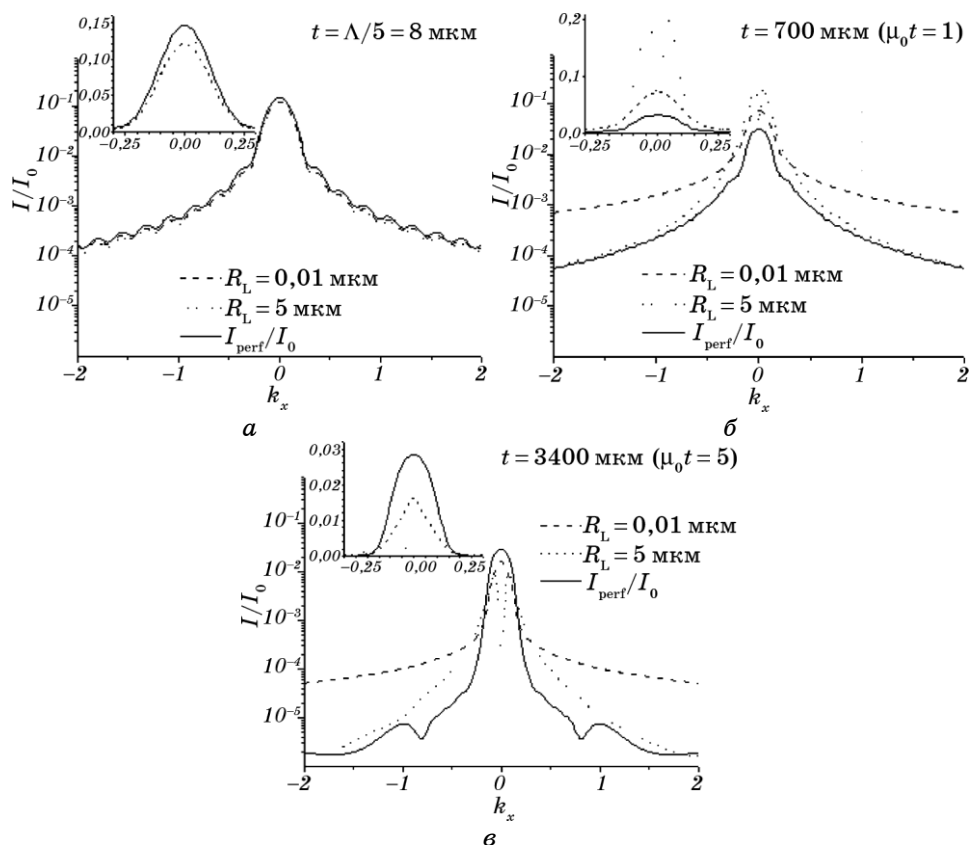 0,15
0,10
0,05
0,00
−0,25 0,00 0,25
t = Λ/5 = 8 мкм
10⁻¹
10⁻²
10⁻³
10⁻⁴
10⁻⁵
I/I₀
R_L = 0,01 мкм
R_L = 5 мкм
I_perf/I₀
−2 −1 0 1 2
k_x
а
0,2
0,1
0,0
−0,25 0,00 0,25
t = 700 мкм (μ₀t = 1)
10⁻¹
10⁻²
10⁻³
10⁻⁴
10⁻⁵
I/I₀
R_L = 0,01 мкм
R_L = 5 мкм
I_perf/I₀
−2 −1 0 1 2
k_x
б
0,03
0,02
0,01
0,00
−0,25 0,00 0,25
t = 3400 мкм (μ₀t = 5)
10⁻¹
10⁻²
10⁻³
10⁻⁴
10⁻⁵
I/I₀
R_L = 0,01 мкм
R_L = 5 мкм
I_perf/I₀
−2 −1 0 1 2
k_x
в